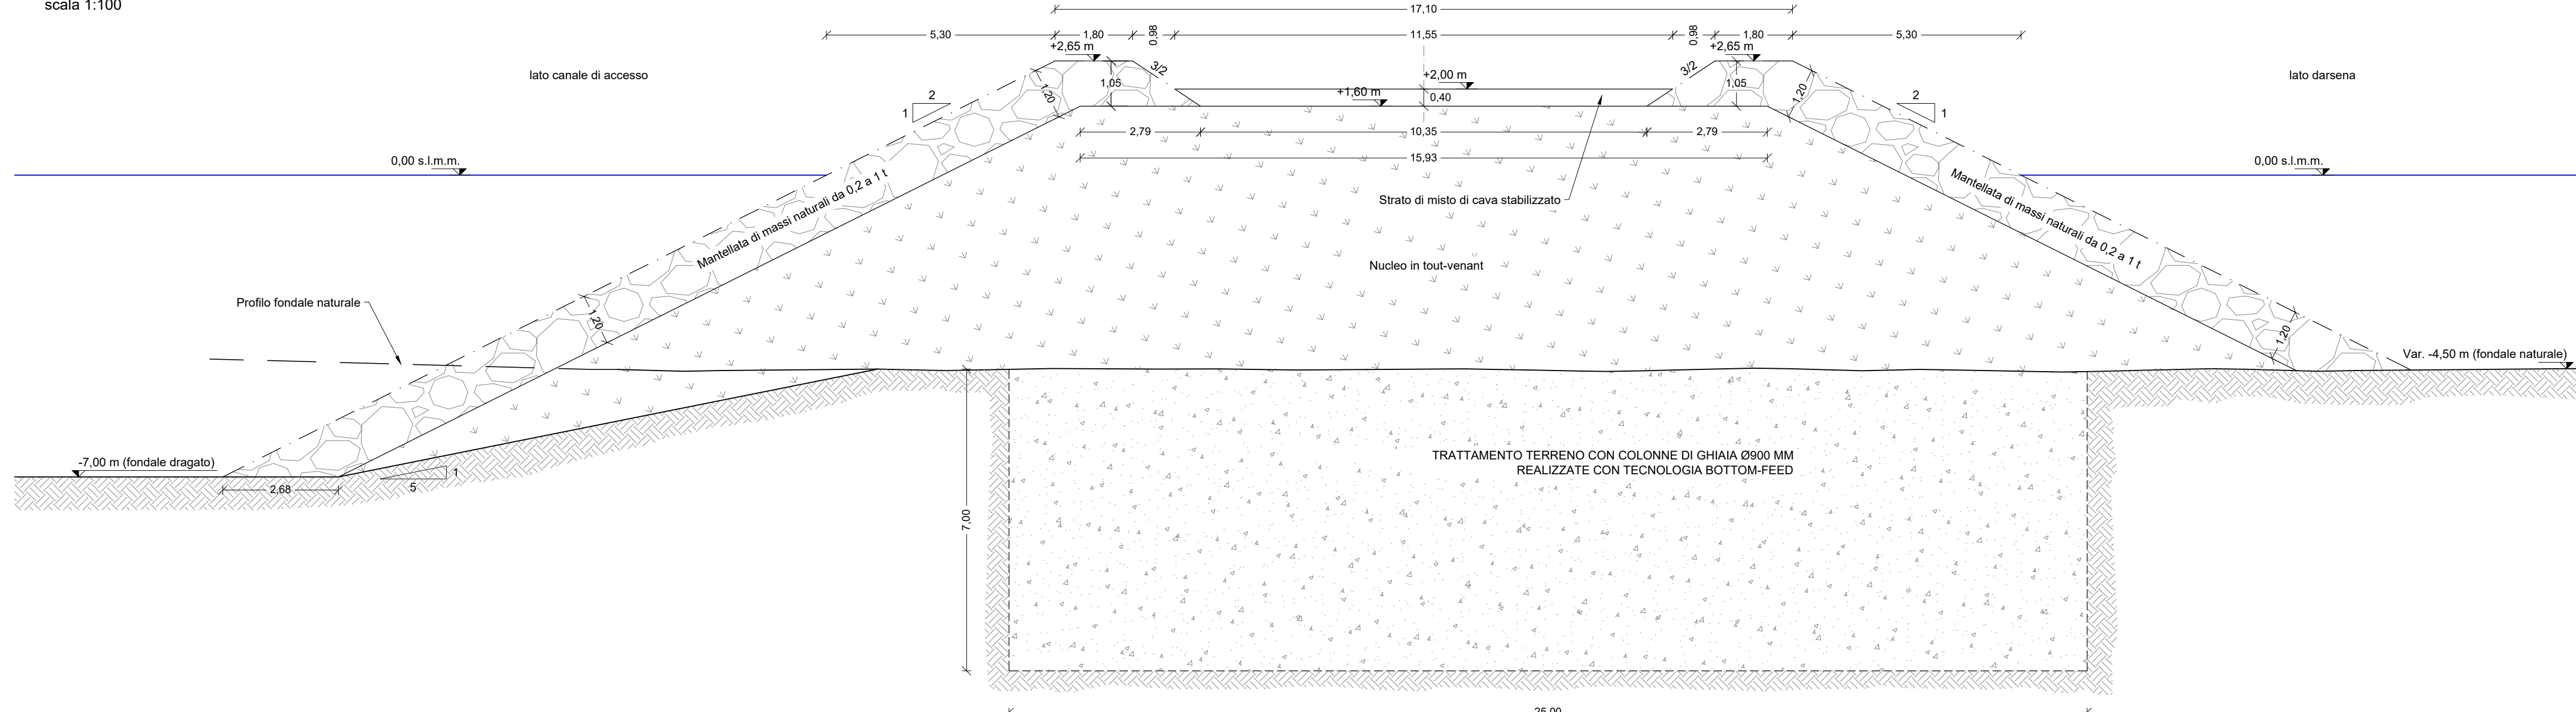 scala 1:100
17,10
5,30
1,80
0,98
11,55
0,98
1,80
5,30
+2,65 m
+2,65 m
lato canale di accesso
lato darsena
3/2
3/2
+2,00 m
1,20
1,05
+1,60 m
0,40
1,05
1,20
2
1
2
1
2,79
10,35
2,79
15,93
0,00 s.l.m.m.
0,00 s.l.m.m.
Mantellata di massi naturali da 0,2 a 1 t
Mantellata di massi naturali da 0,2 a 1 t
Strato di misto di cava stabilizzato
Nucleo in tout-venant
Profilo fondale naturale
1,20
1,20
Var. -4,50 m (fondale naturale)
-7,00 m (fondale dragato)
2,68
1
5
TRATTAMENTO TERRENO CON COLONNE DI GHIAIA Ø900 MM
REALIZZATE CON TECNOLOGIA BOTTOM-FEED
7,00
25,00